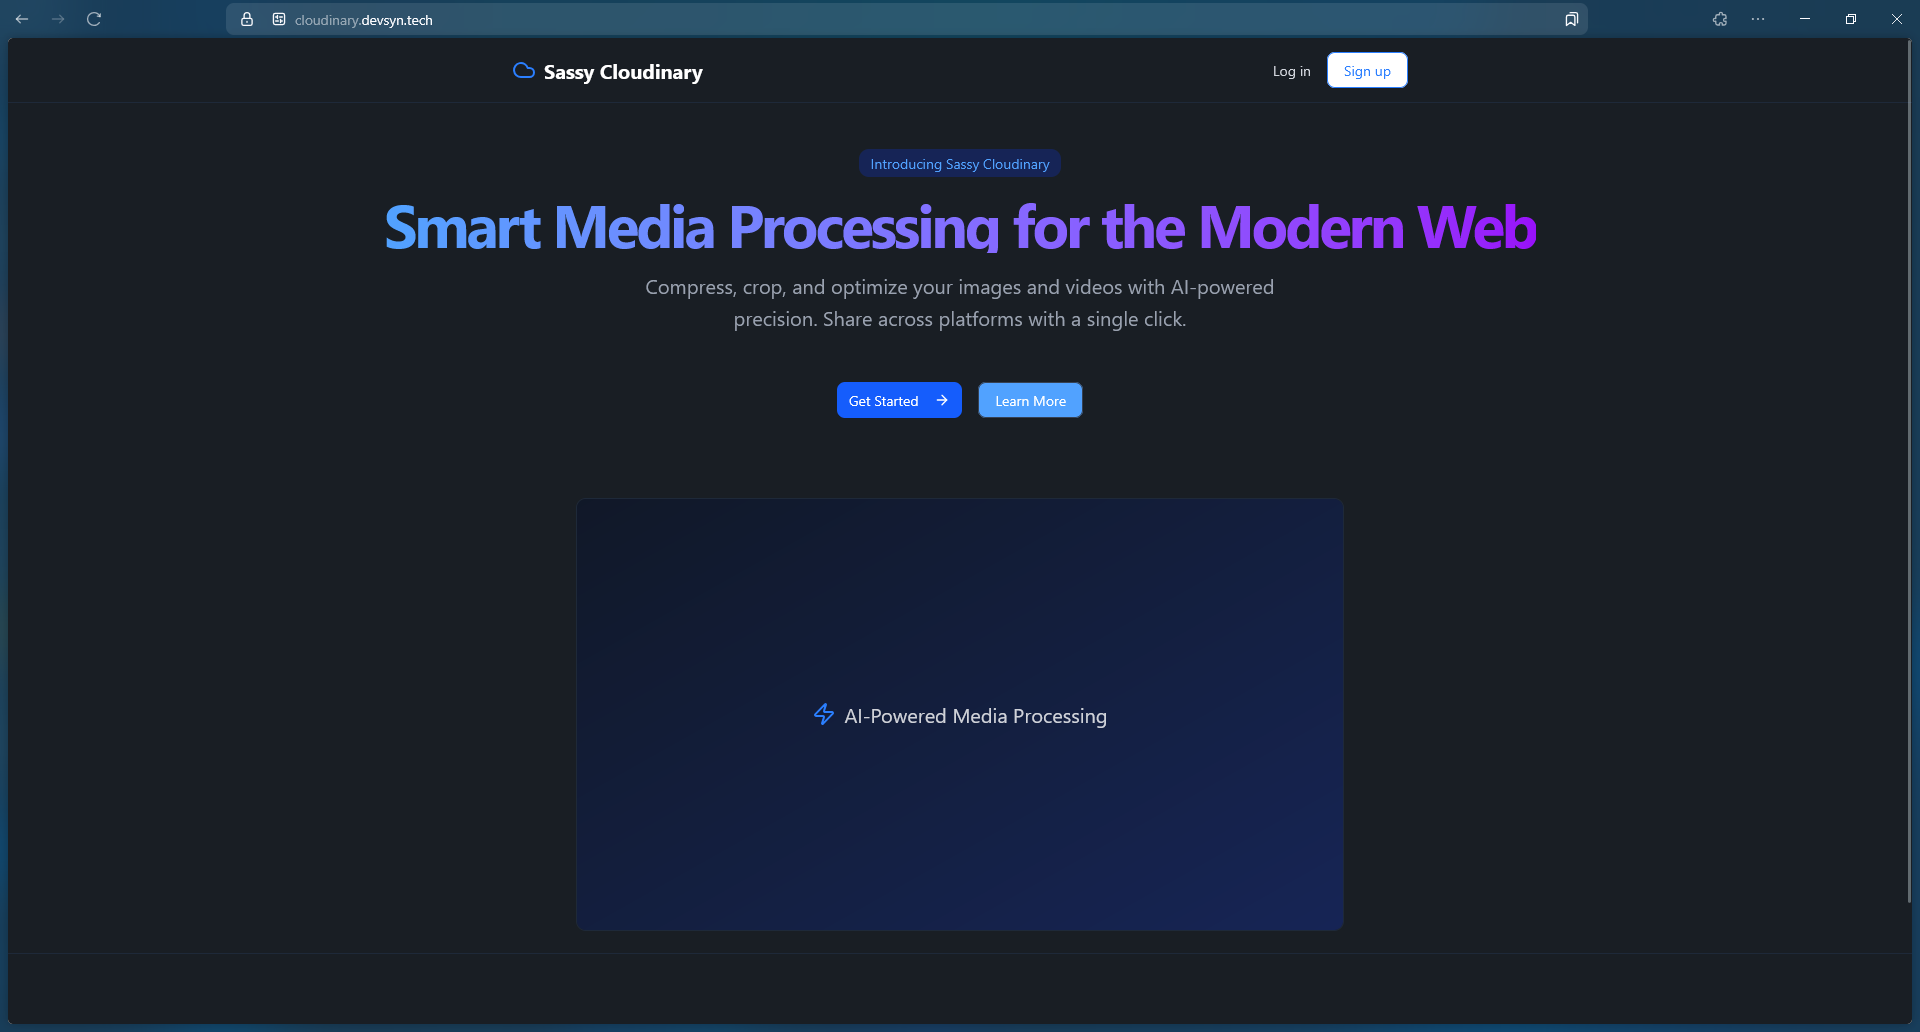 cloudinary.devsyn.tech
Sassy Cloudinary
Log in
Sign up
Introducing Sassy Cloudinary
Smart Media Processing for the Modern Web
Compress, crop, and optimize your images and videos with AI-powered
precision. Share across platforms with a single click.
Get Started
Learn More
AI-Powered Media Processing